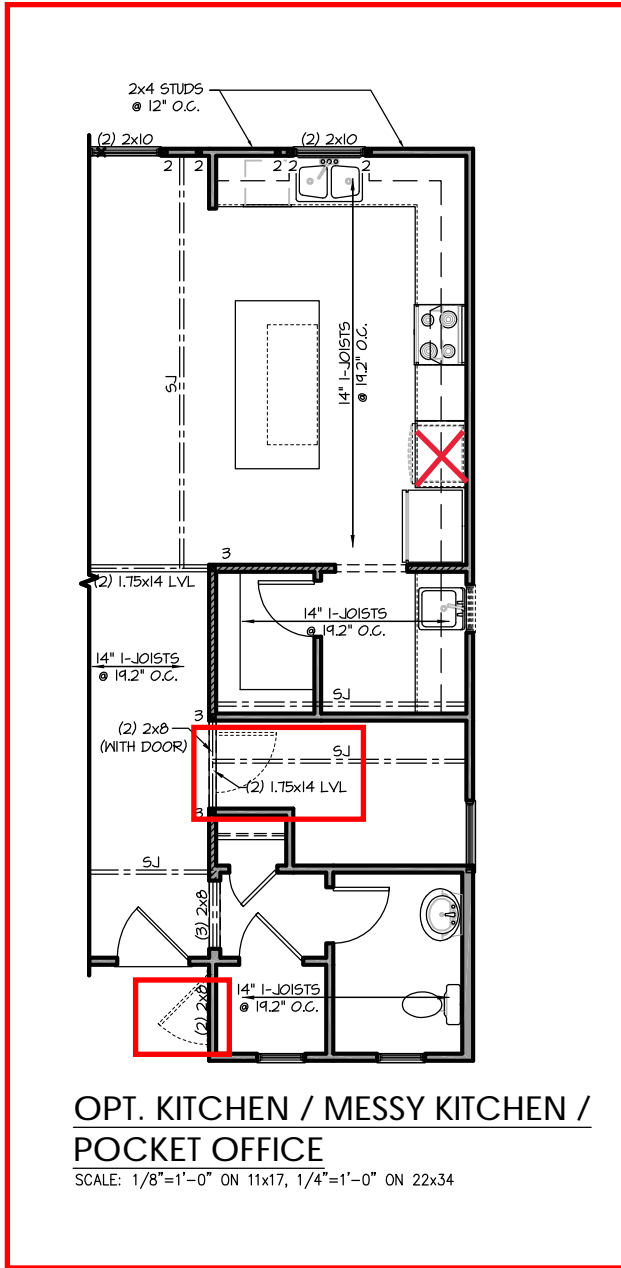 2x4 STUDS
@ 12" O.C.
(2) 2x10
(2) 2x10
2
2
2
2
2
14" I-JOISTS
@ 19.2" O.C.
SJ
3
(2) 1.75x14 LVL
14" I-JOISTS
@ 19.2" O.C.
14" I-JOISTS
@ 19.2" O.C.
SJ
3
(2) 2x8
(WITH DOOR)
SJ
(2) 1.75x14 LVL
3
SJ
(3) 2x8
(2) 2x8
14" I-JOISTS
@ 19.2" O.C.
OPT. KITCHEN / MESSY KITCHEN /
POCKET OFFICE
SCALE: 1/8"=1'-0" ON 11x17, 1/4"=1'-0" ON 22x34